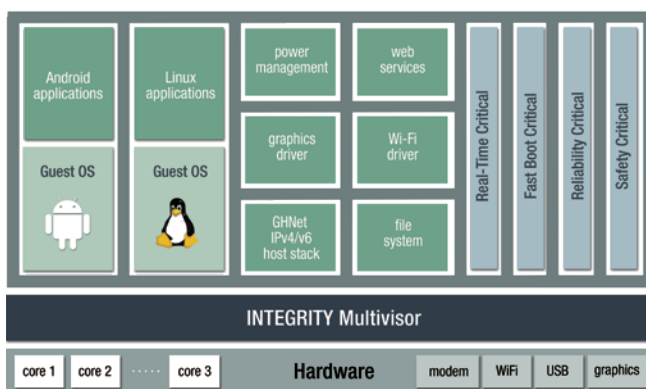 Android
applications
Linux
applications
power
management
web
services
graphics
driver
Wi-Fi
driver
GHNet
IPv4/v6
host stack
file
system
Guest OS
Guest OS
Real-Time Critical
Fast Boot Critical
Reliability Critical
Safety Critical
INTEGRITY Multivisor
core 1
core 2
.....
core 3
Hardware
modem
WiFi
USB
graphics